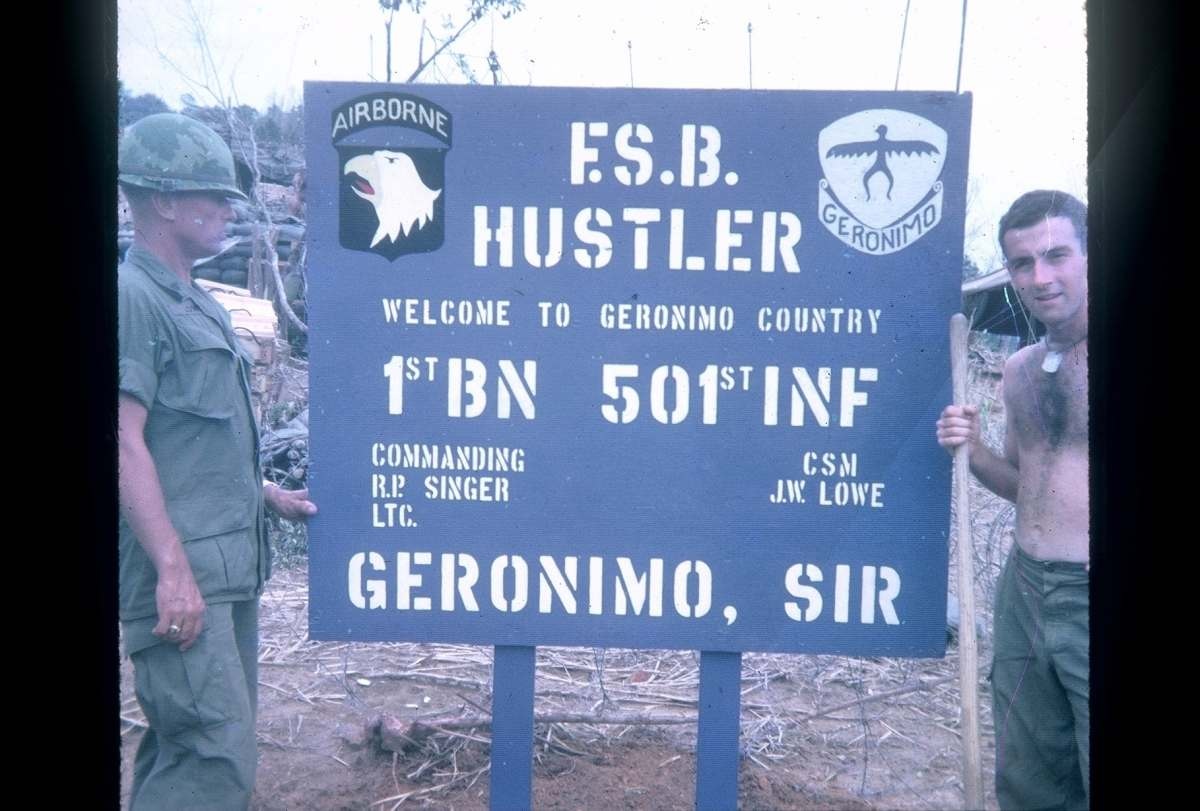 AIRBORNE
F.S.B.
HUSTLER
GERONIMO
WELCOME TO GERONIMO COUNTRY
1ST BN 501ST INF
COMMANDING
R.P. SINGER
LTC.
CSM
J.W. LOWE
GERONIMO, SIR